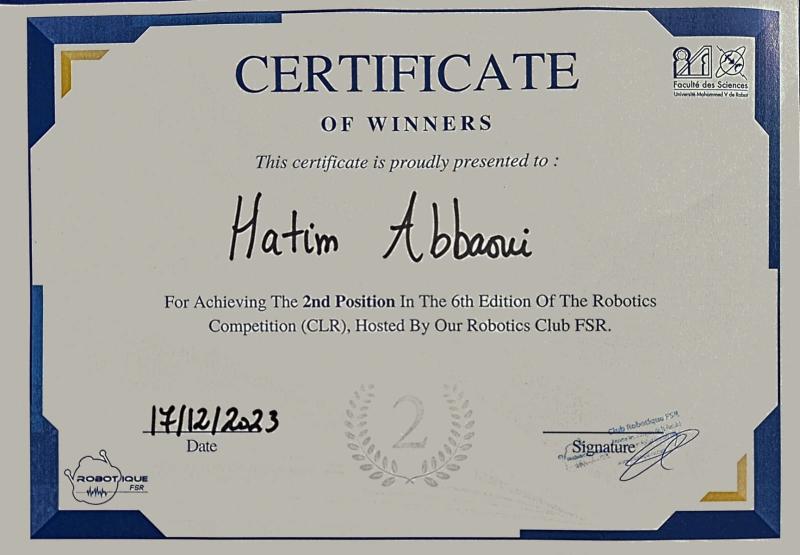 CERTIFICATE
OF WINNERS
Faculté des Sciences
Université Mohammed V de Rabat
This certificate is proudly presented to :
Hatim Abbaoui
For Achieving The 2nd Position In The 6th Edition Of The Robotics
Competition (CLR), Hosted By Our Robotics Club FSR.
17/12/2023
Date
2
Club Robotique FSR
Signature
ROBOTIQUE
FSR